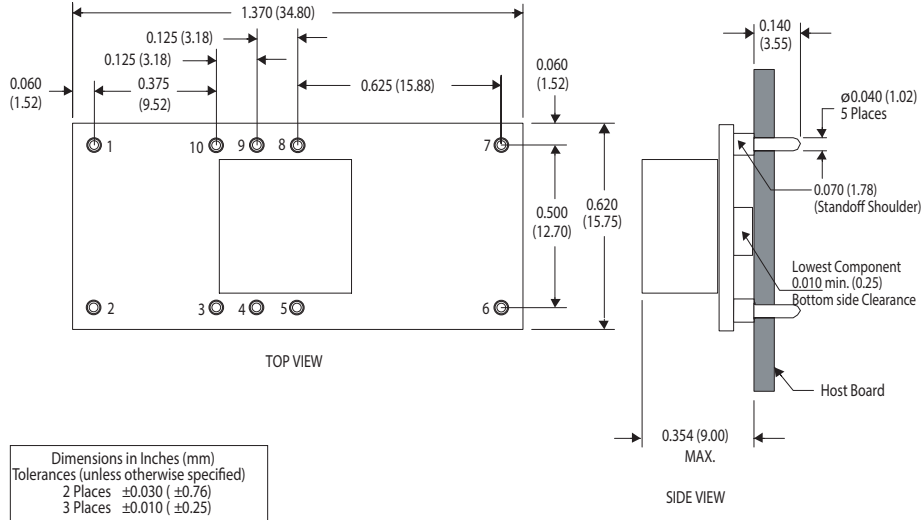 1.370 (34.80)
0.125 (3.18)
0.125 (3.18)
0.060
(1.52)
0.375
(9.52)
0.625 (15.88)
0.060
(1.52)
1
10
9
8
7
0.500
(12.70)
0.620
(15.75)
2
3
4
5
6
TOP VIEW
0.140
(3.55)
ø0.040 (1.02)
5 Places
0.070 (1.78)
(Standoff Shoulder)
Lowest Component
0.010 min. (0.25)
Bottom side Clearance
Host Board
0.354 (9.00)
MAX.
SIDE VIEW
Dimensions in Inches (mm)
Tolerances (unless otherwise specified)
2 Places ±0.030 ( ±0.76)
3 Places ±0.010 ( ±0.25)